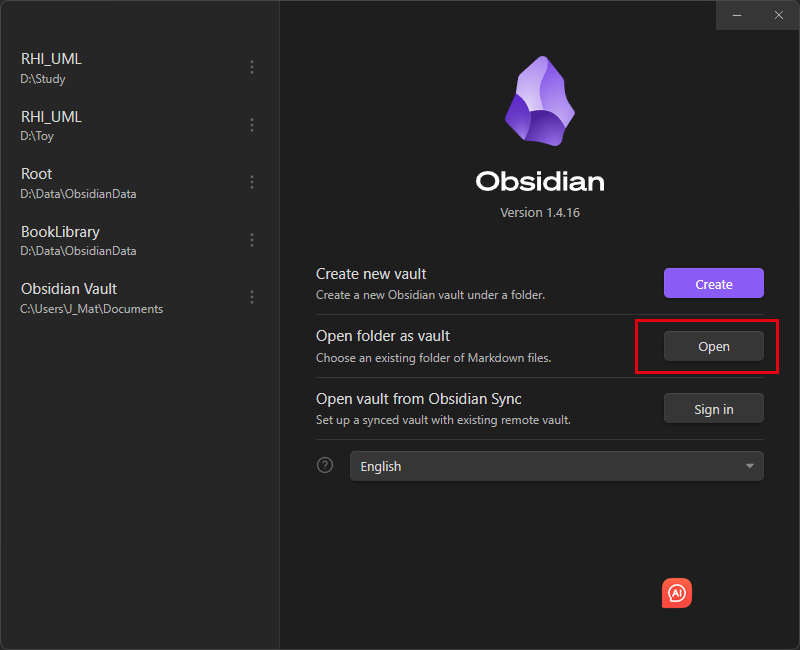 RHI_UML
D:\Study
RHI_UML
D:\Toy
Root
D:\Data\ObsidianData
BookLibrary
D:\Data\ObsidianData
Obsidian Vault
C:\Users\J_Mat\Documents
Obsidian
Version 1.4.16
Create new vault
Create a new Obsidian vault under a folder.
Create
Open folder as vault
Choose an existing folder of Markdown files.
Open
Open vault from Obsidian Sync
Set up a synced vault with existing remote vault.
Sign in
?
English
AI